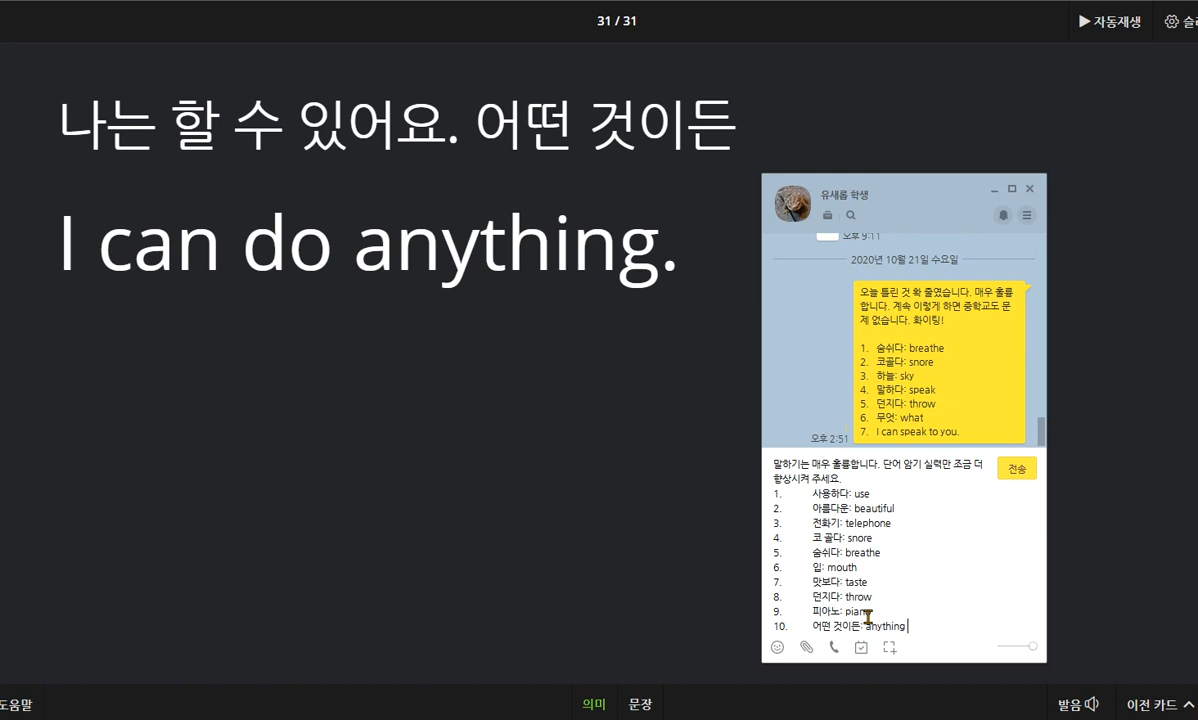 31 / 31
▶ 자동재생
나는 할 수 있어요. 어떤 것이든
I can do anything.
유새롬 학생
오후 9:11
2020년 10월 21일 수요일
오늘 틀린 것 확 줄였습니다. 매우 훌륭
합니다. 계속 이렇게 하면 중학교도 문
제 없습니다. 화이팅!
1. 숨쉬다: breathe
2. 코골다: snore
3. 하늘: sky
4. 말하다: speak
5. 던지다: throw
6. 무엇: what
7. I can speak to you.
오후 2:51
말하기는 매우 훌륭합니다. 단어 암기 실력만 조금 더
향상시켜 주세요.
전송
1. 사용하다: use
2. 아름다운: beautiful
3. 전화기: telephone
4. 코 골다: snore
5. 숨쉬다: breathe
6. 입: mouth
7. 맛보다: taste
8. 던지다: throw
9. 피아노: piano
10. 어떤 것이든: anything
도움말
의미
문장
발음
이전 카드